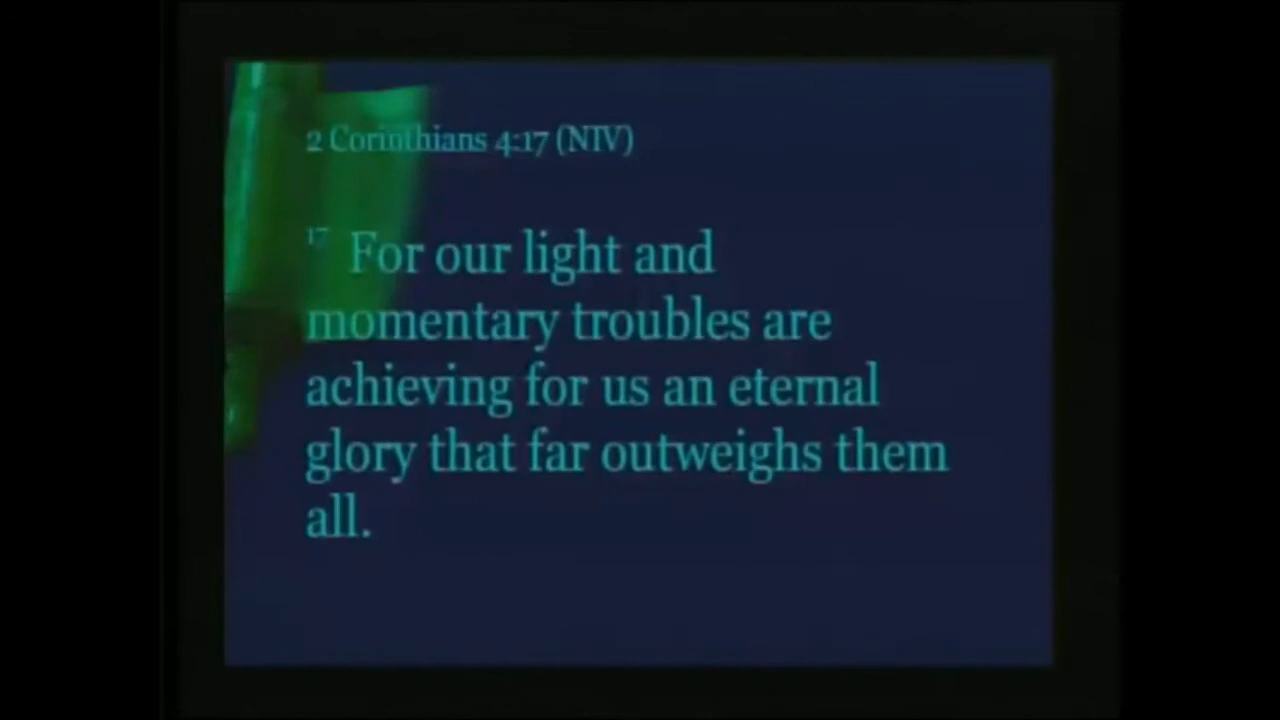 2 Corinthians 4:17 (NIV)
17 For our light and
momentary troubles are
achieving for us an eternal
glory that far outweighs them
all.